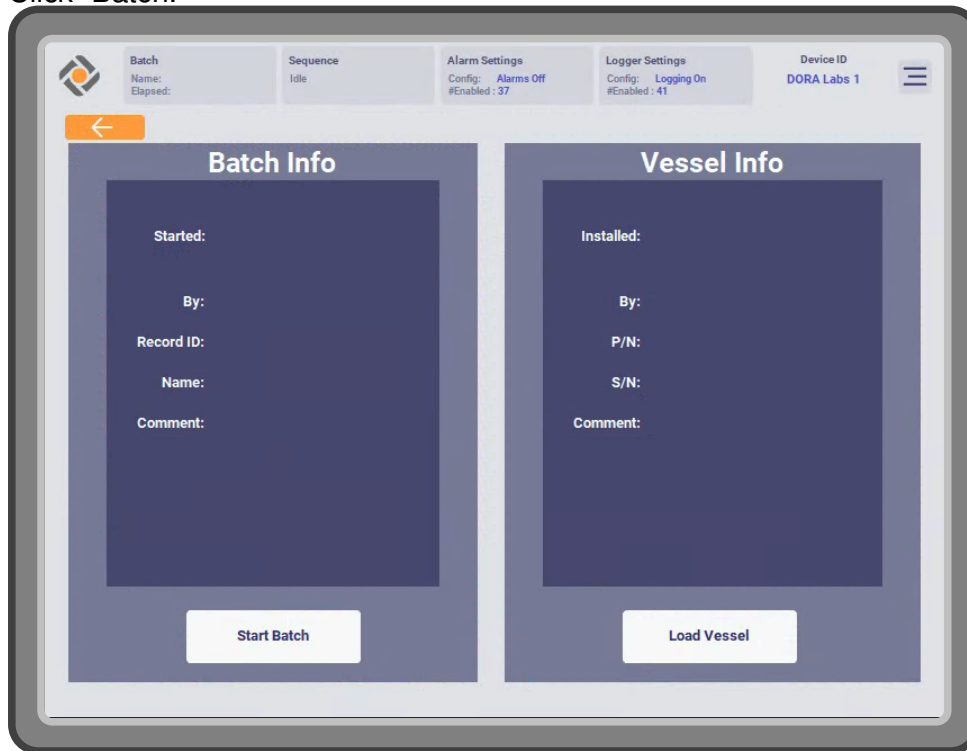 Click "Batch.
Batch
Name:
Elapsed:
Sequence
Idle
Alarm Settings
Config: Alarms Off
#Enabled : 37
Logger Settings
Config: Logging On
#Enabled : 41
Device ID
DORA Labs 1
Batch Info
Started:
By:
Record ID:
Name:
Comment:
Start Batch
Vessel Info
Installed:
By:
P/N:
S/N:
Comment:
Load Vessel